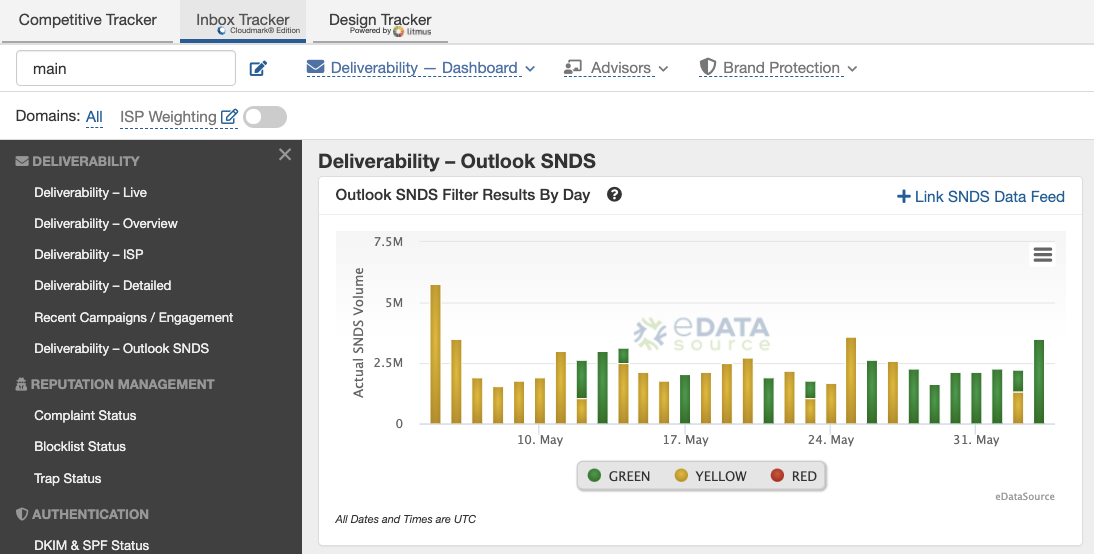 Competitive Tracker
Inbox Tracker
Cloudmark® Edition
Design Tracker
Powered by litmus
main
Deliverability — Dashboard
Advisors
Brand Protection
Domains: All ISP Weighting
DELIVERABILITY
Deliverability – Live
Deliverability – Overview
Deliverability – ISP
Deliverability – Detailed
Recent Campaigns / Engagement
Deliverability – Outlook SNDS
REPUTATION MANAGEMENT
Complaint Status
Blocklist Status
Trap Status
AUTHENTICATION
DKIM & SPF Status
Deliverability – Outlook SNDS
Outlook SNDS Filter Results By Day
Link SNDS Data Feed
Actual SNDS Volume
7.5M
5M
2.5M
0
eDATA
source
10. May
17. May
24. May
31. May
GREEN YELLOW RED
eDataSource
All Dates and Times are UTC